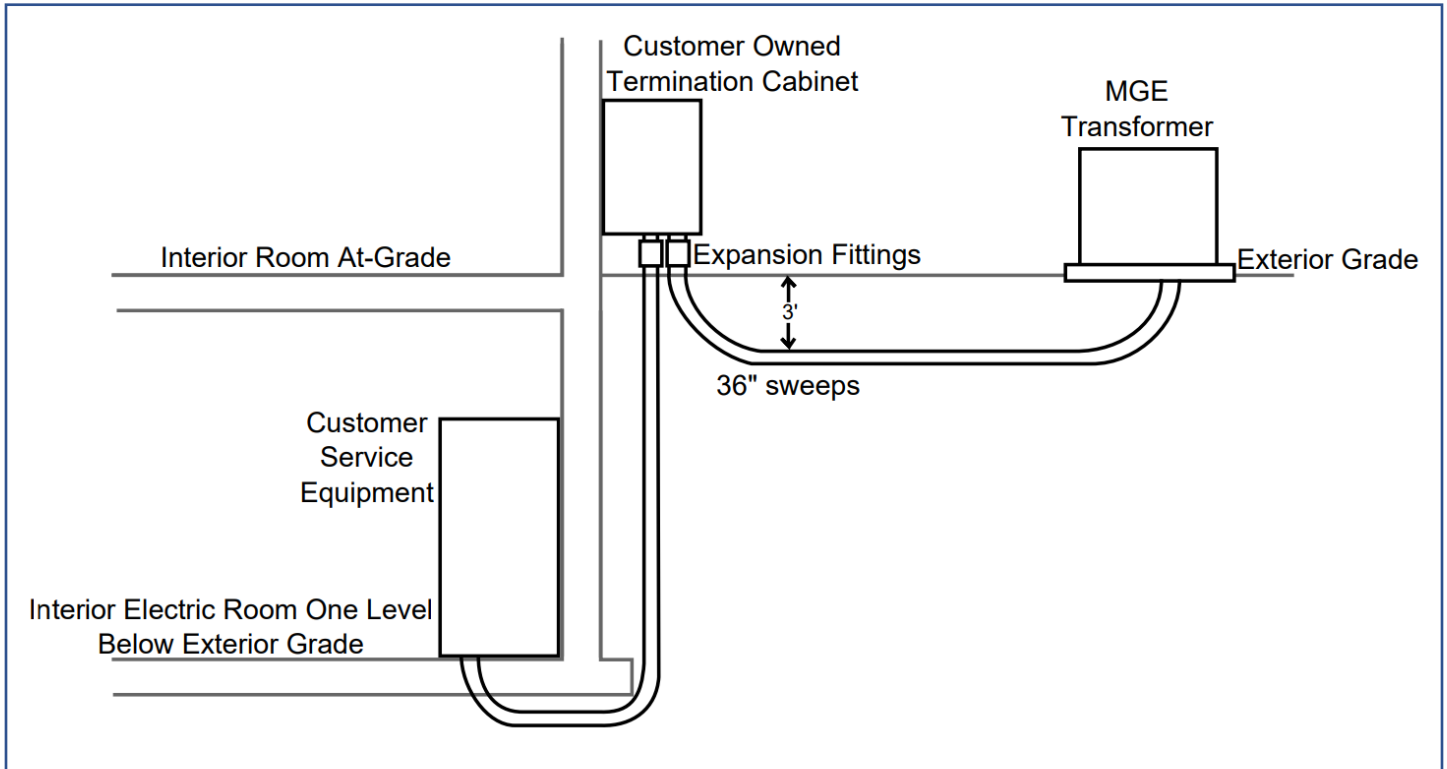 Customer Owned
Termination Cabinet
MGE
Transformer
Interior Room At-Grade
Expansion Fittings
Exterior Grade
3'
36" sweeps
Customer
Service
Equipment
Interior Electric Room One Level
Below Exterior Grade